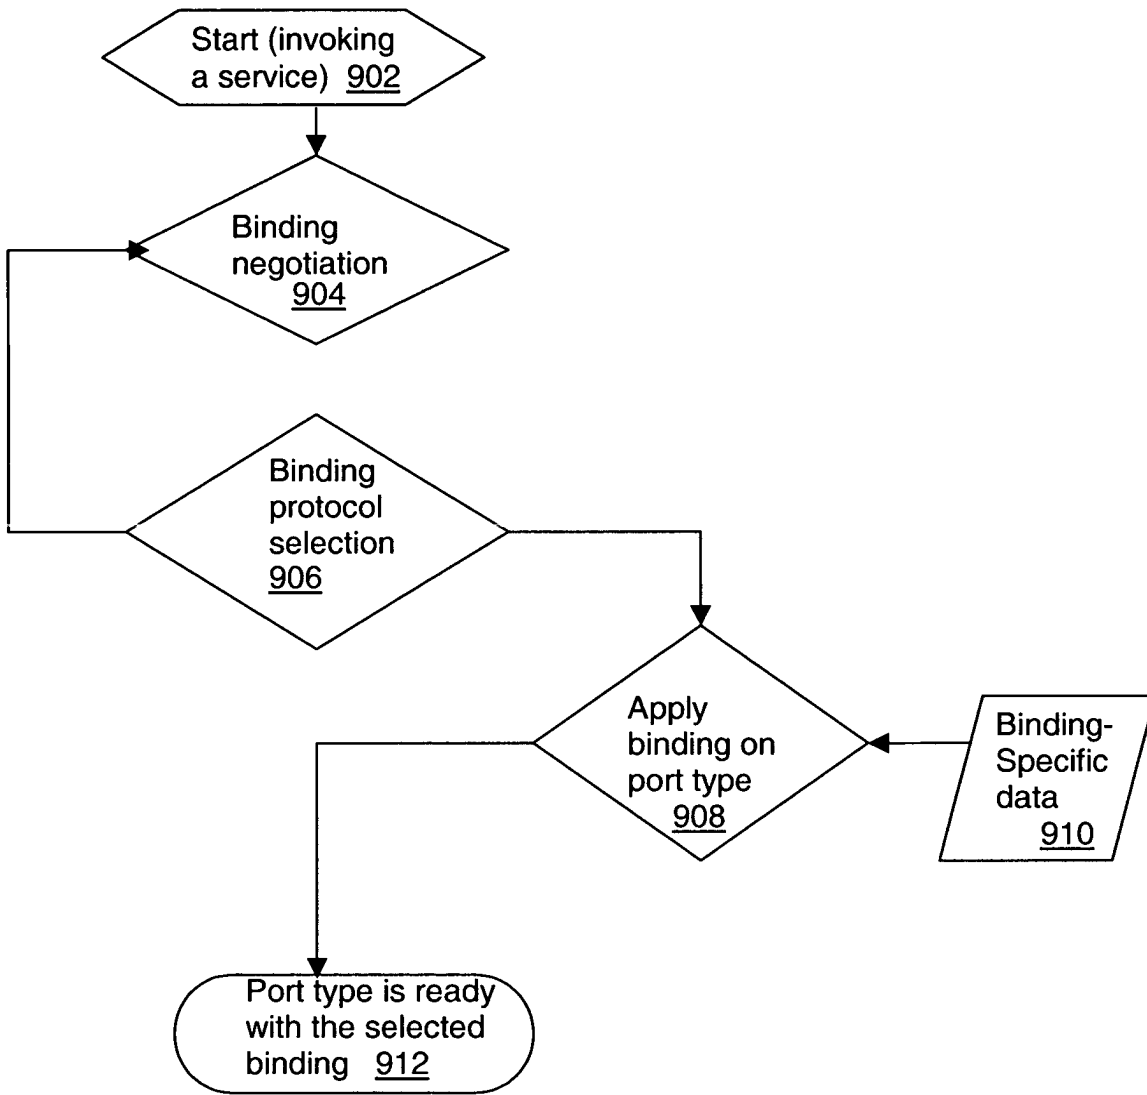 Start (invoking
a service) 902
Binding
negotiation
904
Binding
protocol
selection
906
Apply
binding on
port type
908
Binding-
Specific
data
910
Port type is ready
with the selected
binding 912